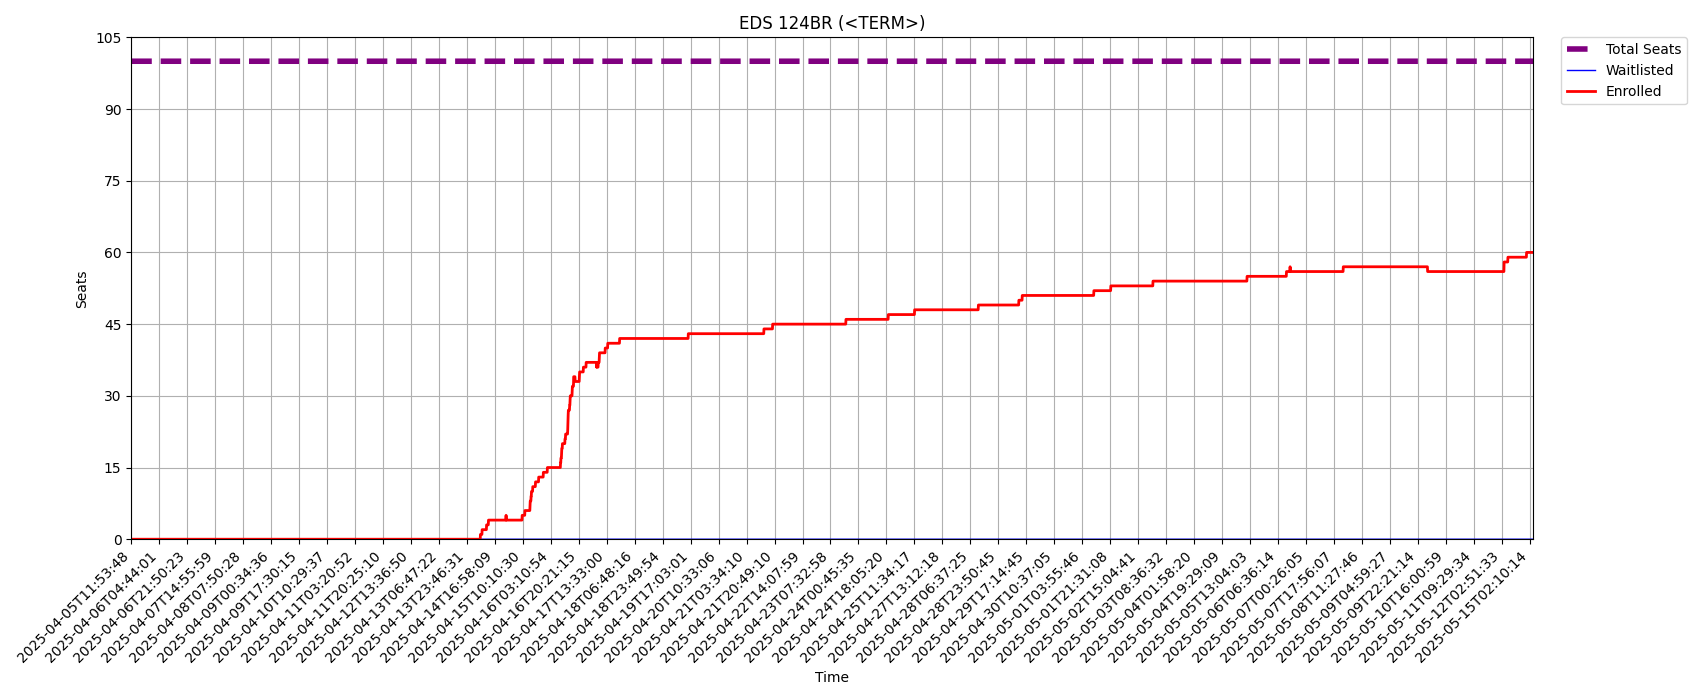 EDS 124BR (<TERM>)
105
90
75
60
45
30
15
0
Seats
Total Seats
Waitlisted
Enrolled
2025-04-05T11:53:48
2025-04-06T04:44:01
2025-04-06T21:50:23
2025-04-07T14:55:59
2025-04-08T07:50:28
2025-04-09T00:34:36
2025-04-09T17:30:15
2025-04-10T10:29:37
2025-04-11T03:20:52
2025-04-11T20:25:10
2025-04-12T13:36:50
2025-04-13T06:47:22
2025-04-13T23:46:31
2025-04-14T16:58:09
2025-04-15T10:10:30
2025-04-16T03:10:54
2025-04-16T20:21:15
2025-04-17T13:33:00
2025-04-18T06:48:16
2025-04-18T23:49:54
2025-04-19T17:03:01
2025-04-20T10:33:06
2025-04-21T03:34:10
2025-04-21T20:49:10
2025-04-22T14:07:59
2025-04-23T07:32:58
2025-04-24T00:45:35
2025-04-24T18:05:20
2025-04-25T11:34:17
2025-04-27T13:12:18
2025-04-28T06:37:25
2025-04-28T23:50:45
2025-04-29T17:14:45
2025-04-30T10:37:05
2025-05-01T03:55:46
2025-05-01T21:31:08
2025-05-02T15:04:41
2025-05-03T08:36:32
2025-05-04T01:58:20
2025-05-04T19:29:09
2025-05-05T13:04:03
2025-05-06T06:36:14
2025-05-07T00:26:05
2025-05-07T17:56:07
2025-05-08T11:27:46
2025-05-09T04:59:27
2025-05-09T22:21:14
2025-05-10T16:00:59
2025-05-11T09:29:34
2025-05-12T02:51:33
2025-05-15T02:10:14
Time